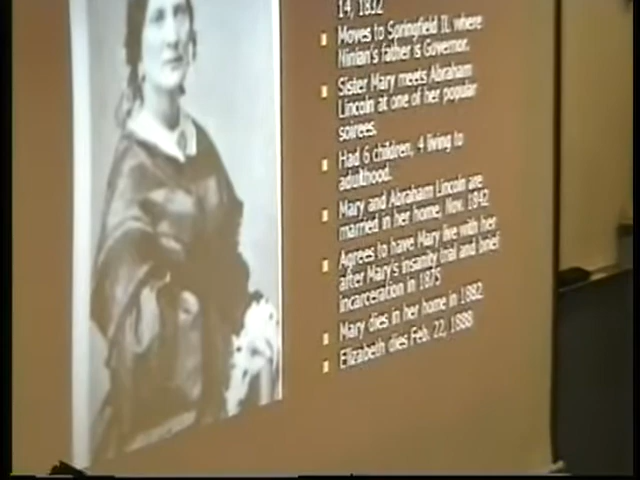 14, 1832
Moves to Springfield IL where
Ninian's father is Governor.
Sister Mary meets Abraham
Lincoln at one of her popular
soirees.
Had 6 children, 4 living to
adulthood.
Mary and Abraham Lincoln are
married in her home, Nov. 1842
Agrees to have Mary live with her
after Mary's insanity trial and brief
incarceration in 1875
Mary dies in her home in 1882
Elizabeth dies Feb. 22, 1888